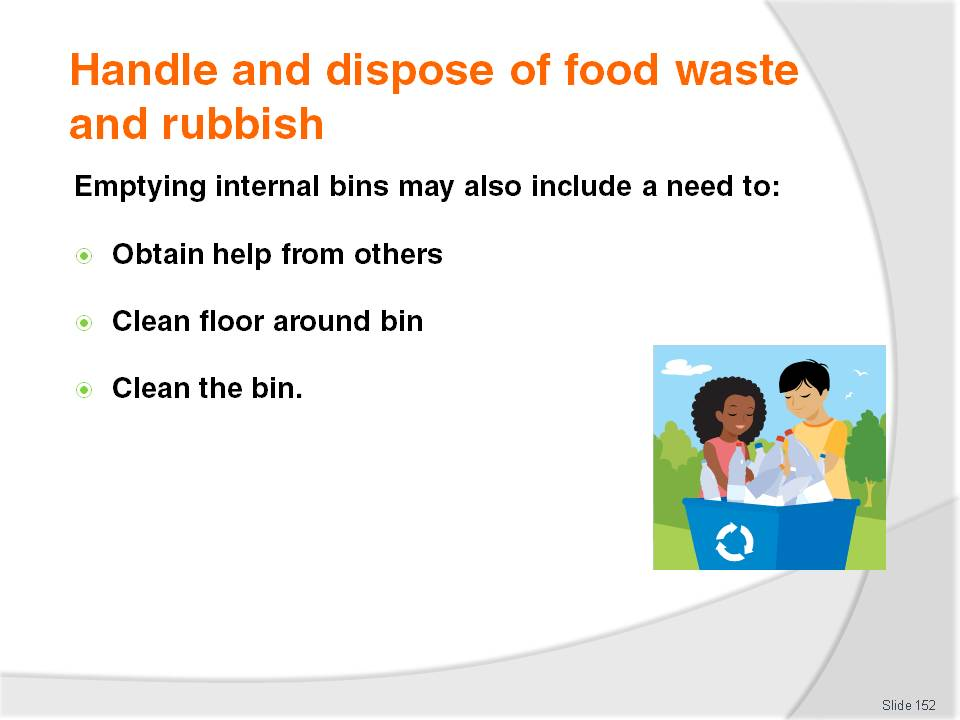 Handle and dispose of food waste
and rubbish
Emptying internal bins may also include a need to:
Obtain help from others
Clean floor around bin
Clean the bin.
Slide 152